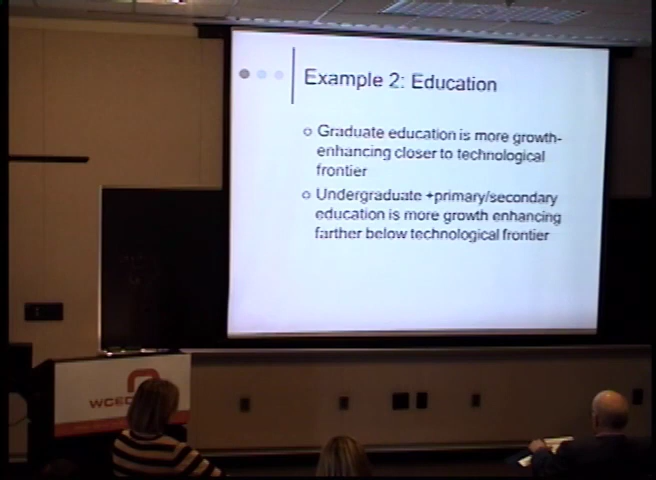 Example 2: Education
o Graduate education is more growth-
enhancing closer to technological
frontier
o Undergraduate +primary/secondary
education is more growth enhancing
farther below technological frontier